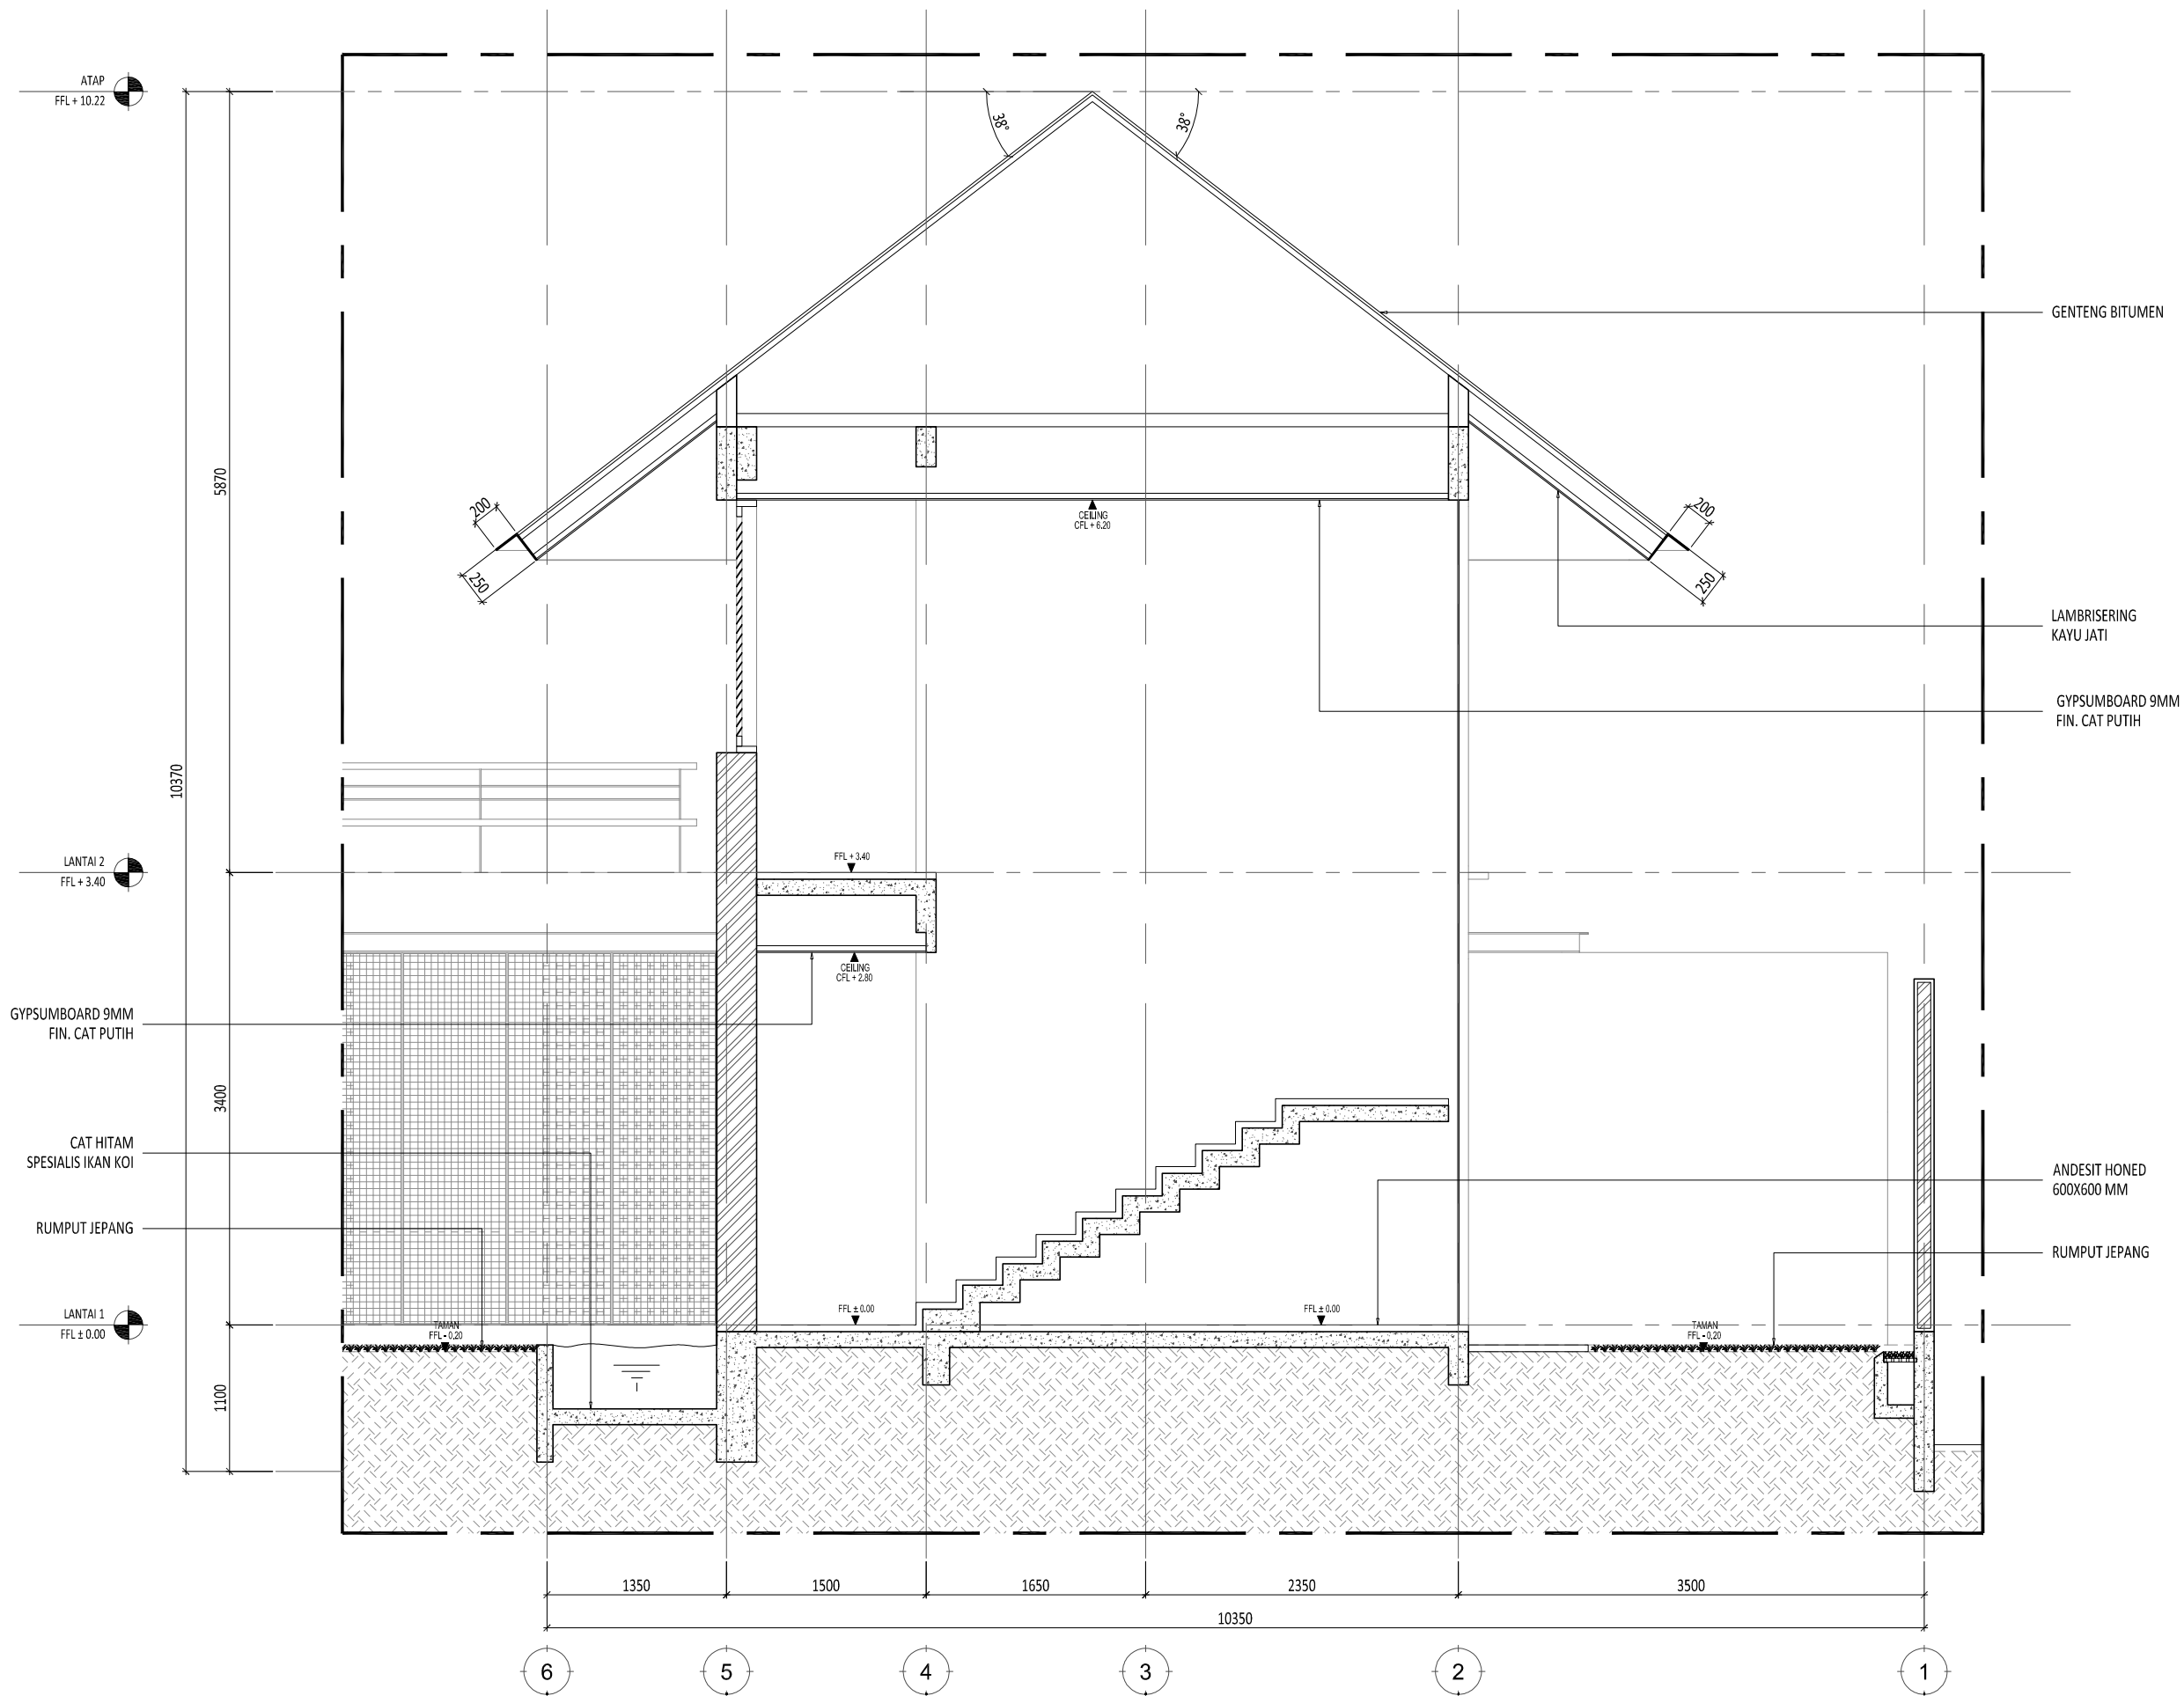 ATAP
FFL + 10.22
38°
38°
GENTENG BITUMEN
5870
200
250
CEILING
CFL + 6.20
200
250
LAMBRISERING
KAYU JATI
GYPSUMBOARD 9MM
FIN. CAT PUTIH
10370
LANTAI 2
FFL + 3.40
FFL + 3.40
CEILING
CFL + 2.80
GYPSUMBOARD 9MM
FIN. CAT PUTIH
3400
CAT HITAM
SPESIALIS IKAN KOI
ANDESIT HONED
600X600 MM
RUMPUT JEPANG
RUMPUT JEPANG
LANTAI 1
FFL ± 0.00
FFL ± 0.00
FFL ± 0.00
TAMAN
FFL - 0,20
TAMAN
FFL - 0,20
1100
1350
1500
1650
2350
3500
10350
6
5
4
3
2
1